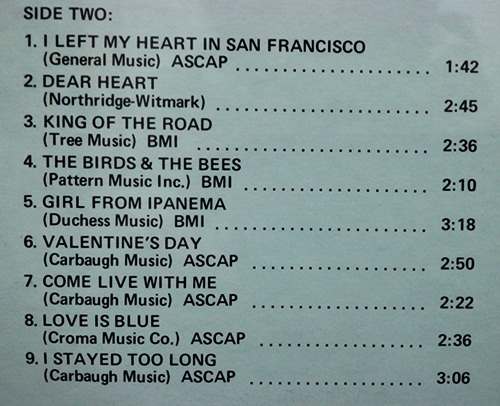 SIDE TWO:
1. I LEFT MY HEART IN SAN FRANCISCO
(General Music) ASCAP .................... 1:42
2. DEAR HEART
(Northridge-Witmark) ...................... 2:45
3. KING OF THE ROAD
(Tree Music) BMI ........................ 2:36
4. THE BIRDS & THE BEES
(Pattern Music Inc.) BMI ................... 2:10
5. GIRL FROM IPANEMA
(Duchess Music) BMI ...................... 3:18
6. VALENTINE'S DAY
(Carbaugh Music) ASCAP .................. 2:50
7. COME LIVE WITH ME
(Carbaugh Music) ASCAP .................. 2:22
8. LOVE IS BLUE
(Croma Music Co.) ASCAP ................. 2:36
9. I STAYED TOO LONG
(Carbaugh Music) ASCAP .................. 3:06